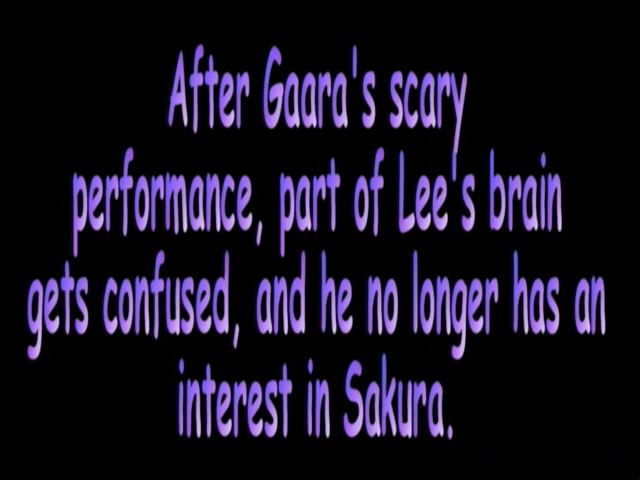 After Gaara's scary
performance, part of Lee's brain
gets confused, and he no longer has an
interest in Sakura.